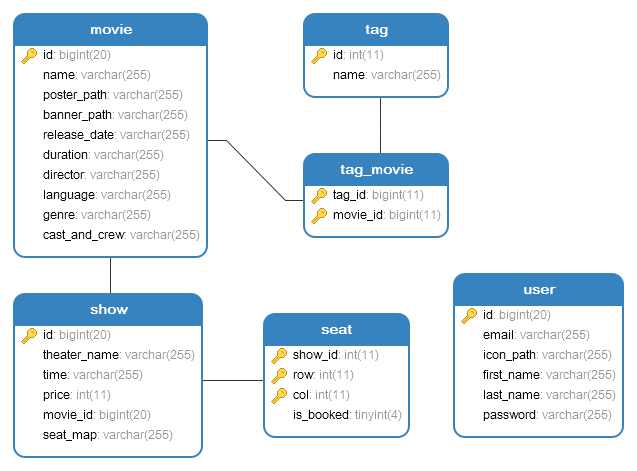 movie
id: bigint(20)
name: varchar(255)
poster_path: varchar(255)
banner_path: varchar(255)
release_date: varchar(255)
duration: varchar(255)
director: varchar(255)
language: varchar(255)
genre: varchar(255)
cast_and_crew: varchar(255)
tag
id: int(11)
name: varchar(255)
tag_movie
tag_id: bigint(11)
movie_id: bigint(11)
show
id: bigint(20)
theater_name: varchar(255)
time: varchar(255)
price: int(11)
movie_id: bigint(20)
seat_map: varchar(255)
seat
show_id: int(11)
row: int(11)
col: int(11)
is_booked: tinyint(4)
user
id: bigint(20)
email: varchar(255)
icon_path: varchar(255)
first_name: varchar(255)
last_name: varchar(255)
password: varchar(255)